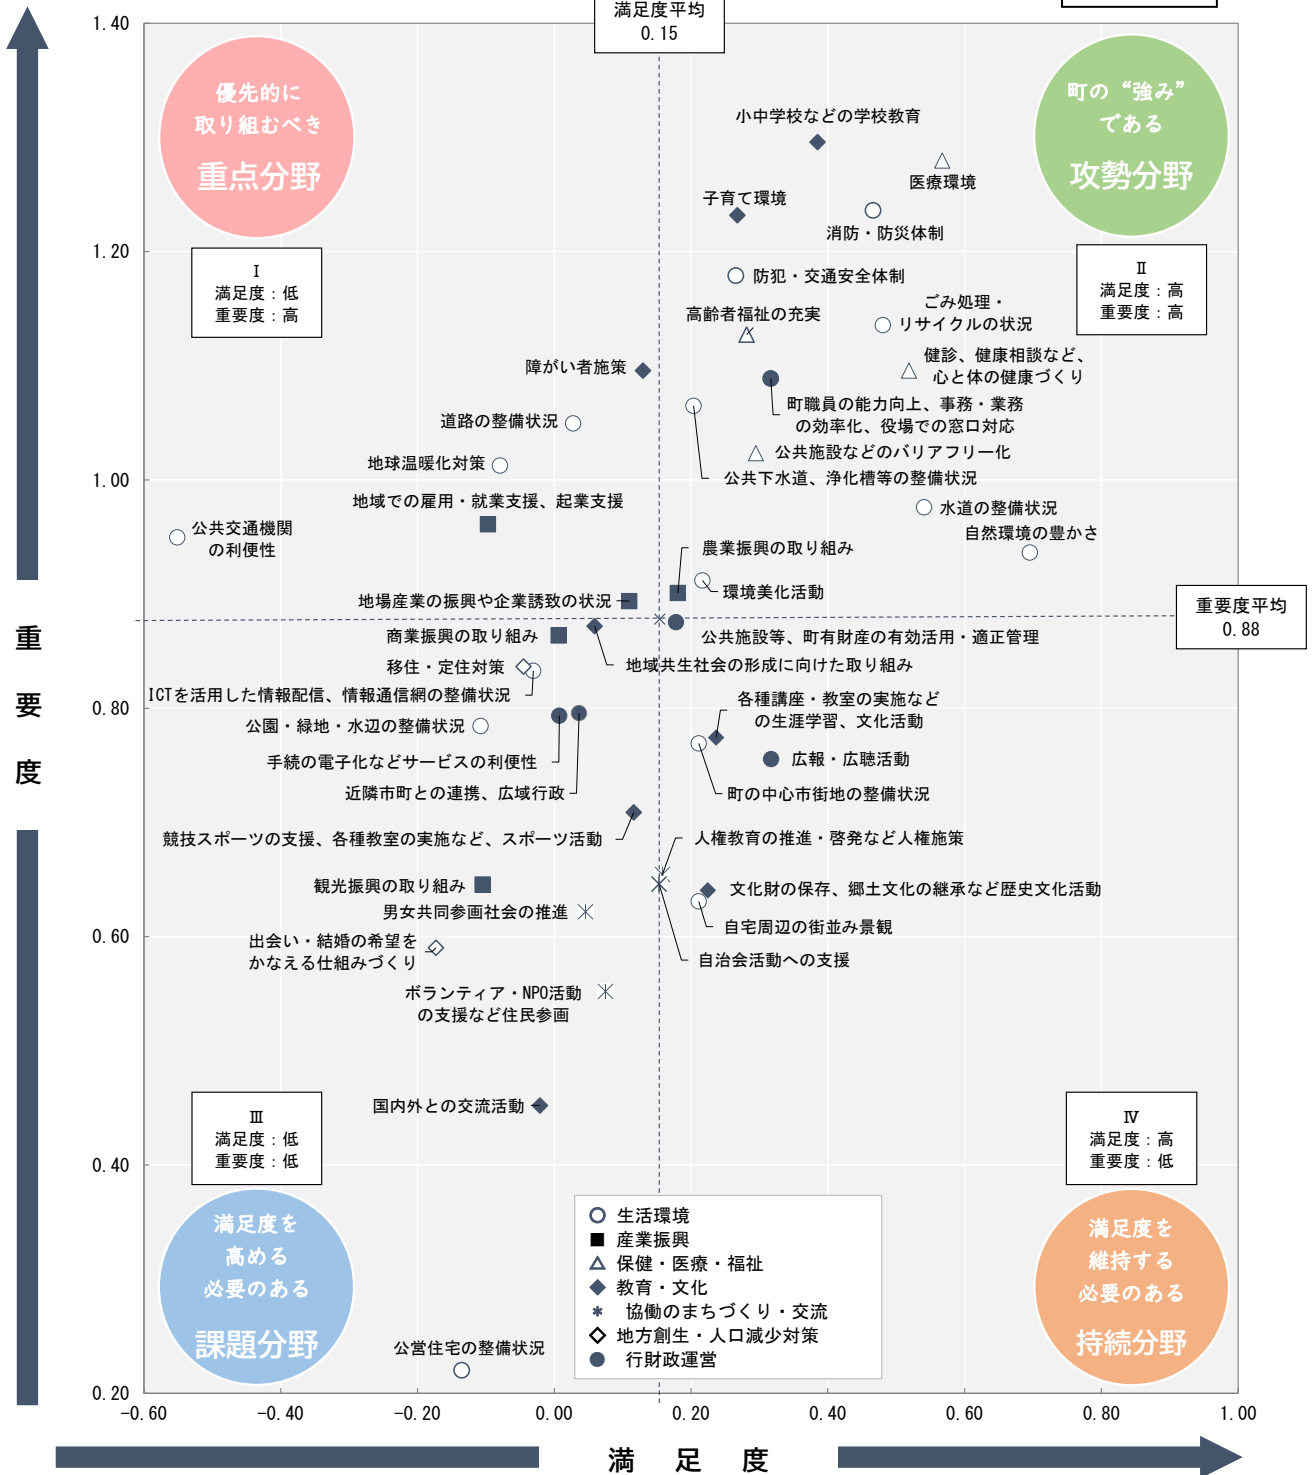 満足度平均
0.15
1.40
優先的に
取り組むべき
重点分野
町の“強み”
である
攻勢分野
小中学校などの学校教育
医療環境
子育て環境
消防・防災体制
1.20
Ⅰ
満足度：低
重要度：高
Ⅱ
満足度：高
重要度：高
防犯・交通安全体制
高齢者福祉の充実
ごみ処理・
リサイクルの状況
障がい者施策
健診、健康相談など、
心と体の健康づくり
町職員の能力向上、事務・業務
の効率化、役場での窓口対応
道路の整備状況
公共施設などのバリアフリー化
地球温暖化対策
公共下水道、浄化槽等の整備状況
1.00
地域での雇用・就業支援、起業支援
水道の整備状況
公共交通機関
の利便性
自然環境の豊かさ
農業振興の取り組み
環境美化活動
地場産業の振興や企業誘致の状況
重要度平均
0.88
商業振興の取り組み
公共施設等、町有財産の有効活用・適正管理
移住・定住対策
地域共生社会の形成に向けた取り組み
ICTを活用した情報配信、情報通信網の整備状況
各種講座・教室の実施など
の生涯学習、文化活動
0.80
公園・緑地・水辺の整備状況
手続の電子化などサービスの利便性
広報・広聴活動
近隣市町との連携、広域行政
町の中心市街地の整備状況
競技スポーツの支援、各種教室の実施など、スポーツ活動
人権教育の推進・啓発など人権施策
観光振興の取り組み
文化財の保存、郷土文化の継承など歴史文化活動
男女共同参画社会の推進
自宅周辺の街並み景観
0.60
出会い・結婚の希望を
かなえる仕組みづくり
自治会活動への支援
ボランティア・NPO活動
の支援など住民参画
国内外との交流活動
Ⅲ
満足度：低
重要度：低
Ⅳ
満足度：高
重要度：低
0.40
満足度を
高める
必要のある
課題分野
生活環境
産業振興
保健・医療・福祉
教育・文化
協働のまちづくり・交流
地方創生・人口減少対策
行財政運営
満足度を
維持する
必要のある
持続分野
公営住宅の整備状況
0.20
-0.60
-0.40
-0.20
0.00
0.20
0.40
0.60
0.80
1.00
重要度
満足度